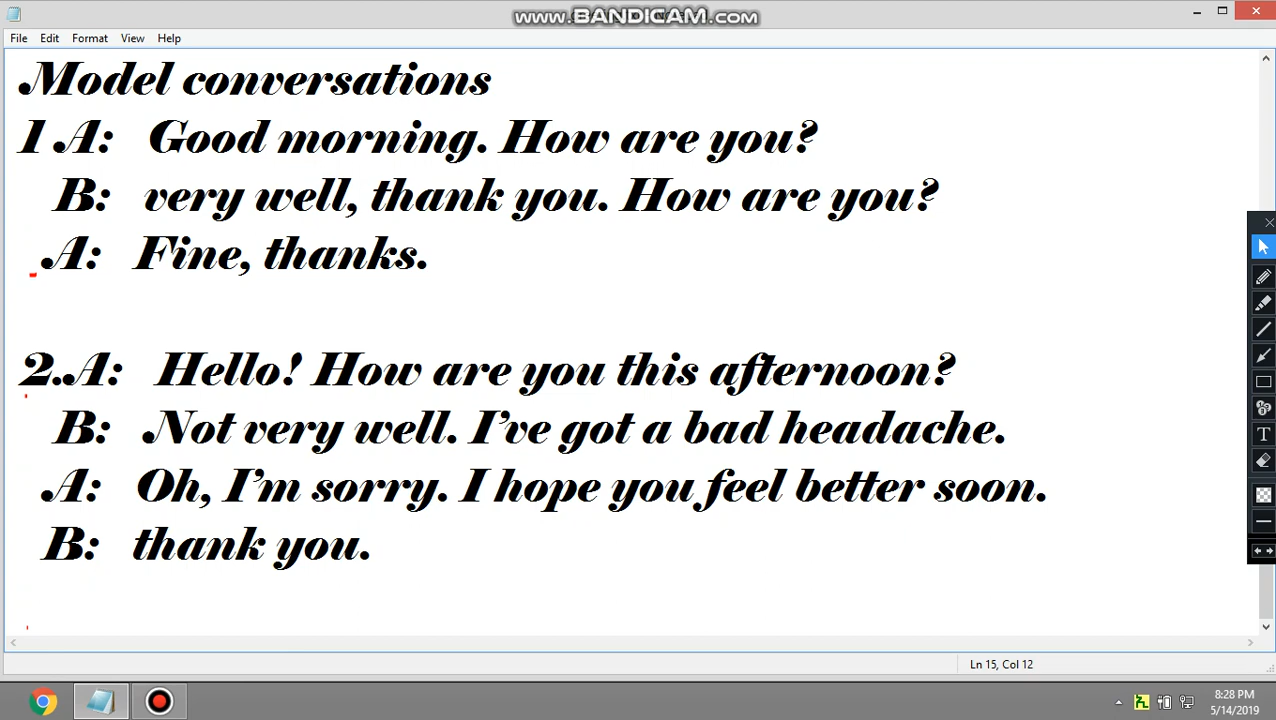 www.BANDICAM.com
File Edit Format View Help
Model conversations
1 A: Good morning. How are you?
B: very well, thank you. How are you?
A: Fine, thanks.
2.A: Hello! How are you this afternoon?
B: Not very well. I’ve got a bad headache.
A: Oh, I’m sorry. I hope you feel better soon.
B: thank you.
T
Ln 15, Col 12
8:28 PM
5/14/2019